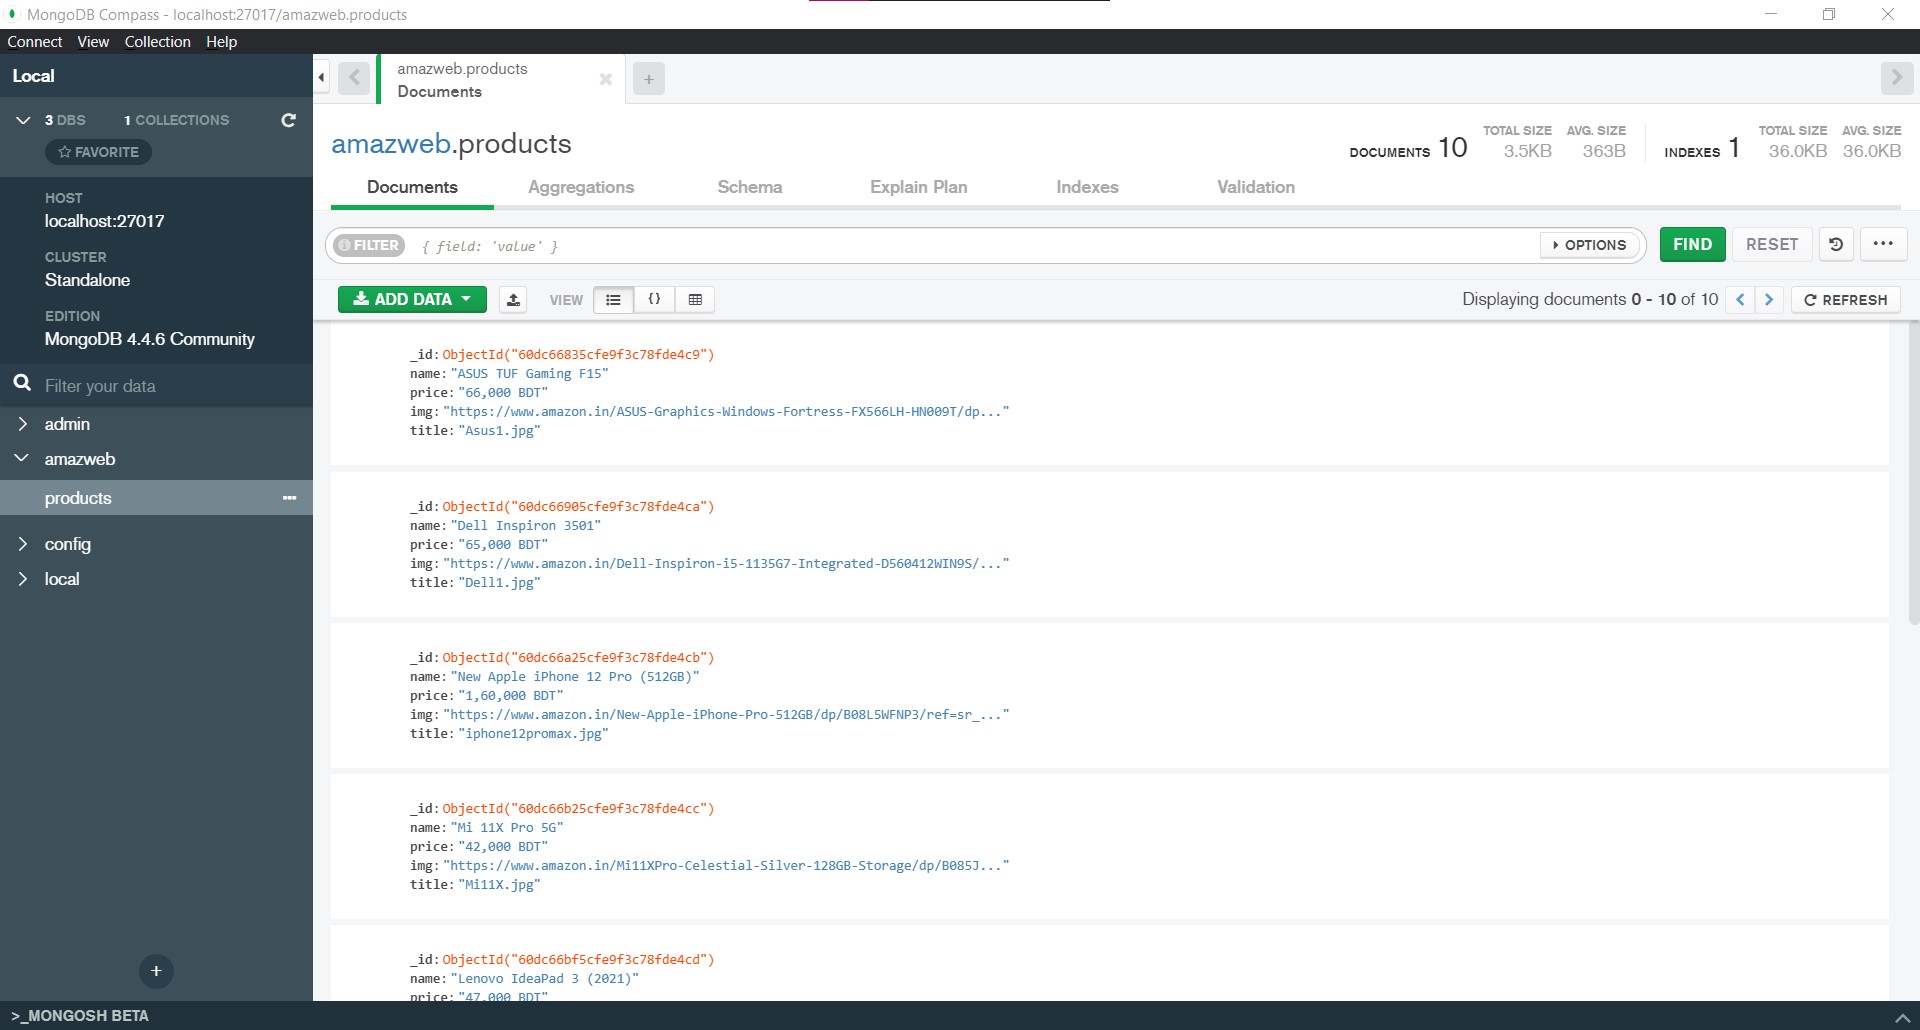 MongoDB Compass - localhost:27017/amazweb.products
Connect View Collection Help
Local
3 DBS 1 COLLECTIONS
FAVORITE
HOST
localhost:27017
CLUSTER
Standalone
EDITION
MongoDB 4.4.6 Community
Filter your data
admin
amazweb
products
config
local
>_MONGOSH BETA
amazweb.products
Documents
amazweb.products
DOCUMENTS 10 TOTAL SIZE 3.5KB AVG. SIZE 363B INDEXES 1 TOTAL SIZE 36.0KB AVG. SIZE 36.0KB
Documents Aggregations Schema Explain Plan Indexes Validation
FILTER { field: 'value' } OPTIONS FIND RESET
ADD DATA VIEW Displaying documents 0 - 10 of 10 REFRESH
_id: ObjectId("60dc66835cfe9f3c78fde4c9")
name: "ASUS TUF Gaming F15"
price: "66,000 BDT"
img: "https://www.amazon.in/ASUS-Graphics-Windows-Fortress-FX566LH-HN009T/dp..."
title: "Asus1.jpg"
_id: ObjectId("60dc66905cfe9f3c78fde4ca")
name: "Dell Inspiron 3501"
price: "65,000 BDT"
img: "https://www.amazon.in/Dell-Inspiron-i5-1135G7-Integrated-D560412WIN9S/..."
title: "Dell1.jpg"
_id: ObjectId("60dc66a25cfe9f3c78fde4cb")
name: "New Apple iPhone 12 Pro (512GB)"
price: "1,60,000 BDT"
img: "https://www.amazon.in/New-Apple-iPhone-Pro-512GB/dp/B08L5WFNP3/ref=sr_..."
title: "iphone12promax.jpg"
_id: ObjectId("60dc66b25cfe9f3c78fde4cc")
name: "Mi 11X Pro 5G"
price: "42,000 BDT"
img: "https://www.amazon.in/Mi11XPro-Celestial-Silver-128GB-Storage/dp/B085J..."
title: "Mi11X.jpg"
_id: ObjectId("60dc66bf5cfe9f3c78fde4cd")
name: "Lenovo IdeaPad 3 (2021)"
price: "47,000 BDT"